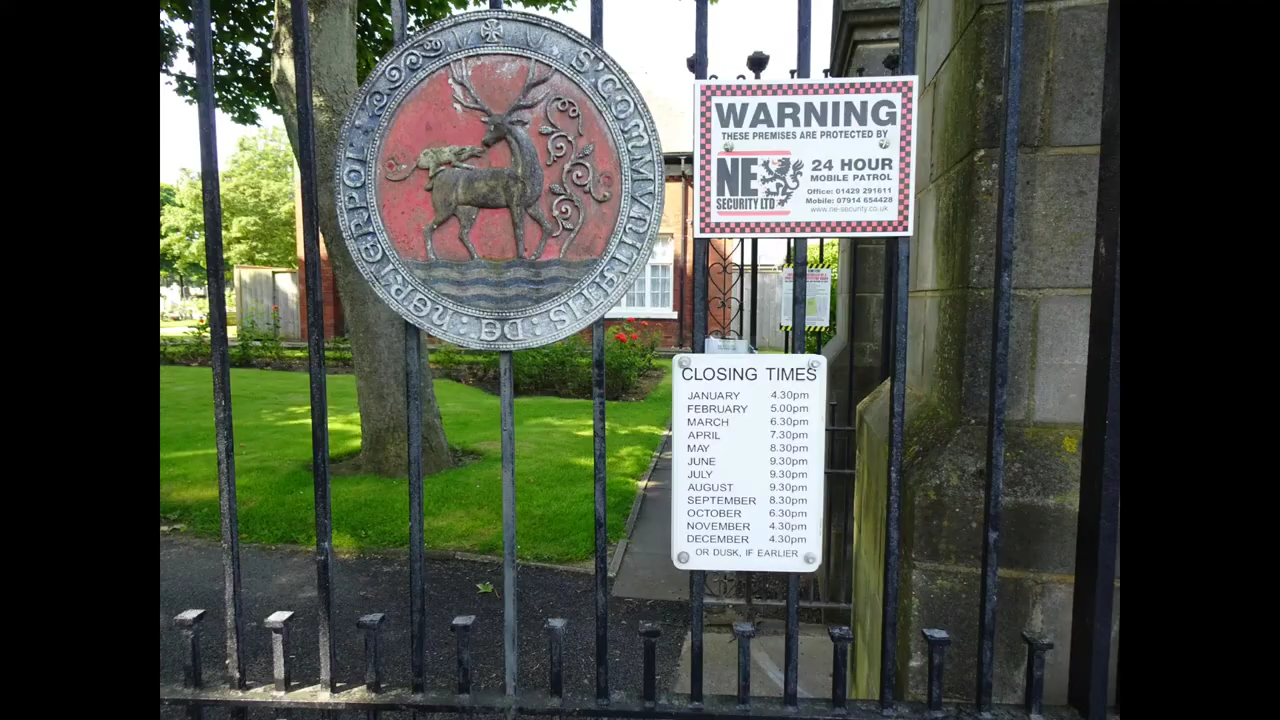 S' COMMVNITATIS : DE : HERTERPOL :
WARNING
THESE PREMISES ARE PROTECTED BY
NE
SECURITY LTD
24 HOUR
MOBILE PATROL
Office: 01429 291611
Mobile: 07914 654428
www.ne-security.co.uk
CLOSING TIMES
JANUARY 4.30pm
FEBRUARY 5.00pm
MARCH 6.30pm
APRIL 7.30pm
MAY 8.30pm
JUNE 9.30pm
JULY 9.30pm
AUGUST 9.30pm
SEPTEMBER 8.30pm
OCTOBER 6.30pm
NOVEMBER 4.30pm
DECEMBER 4.30pm
OR DUSK, IF EARLIER